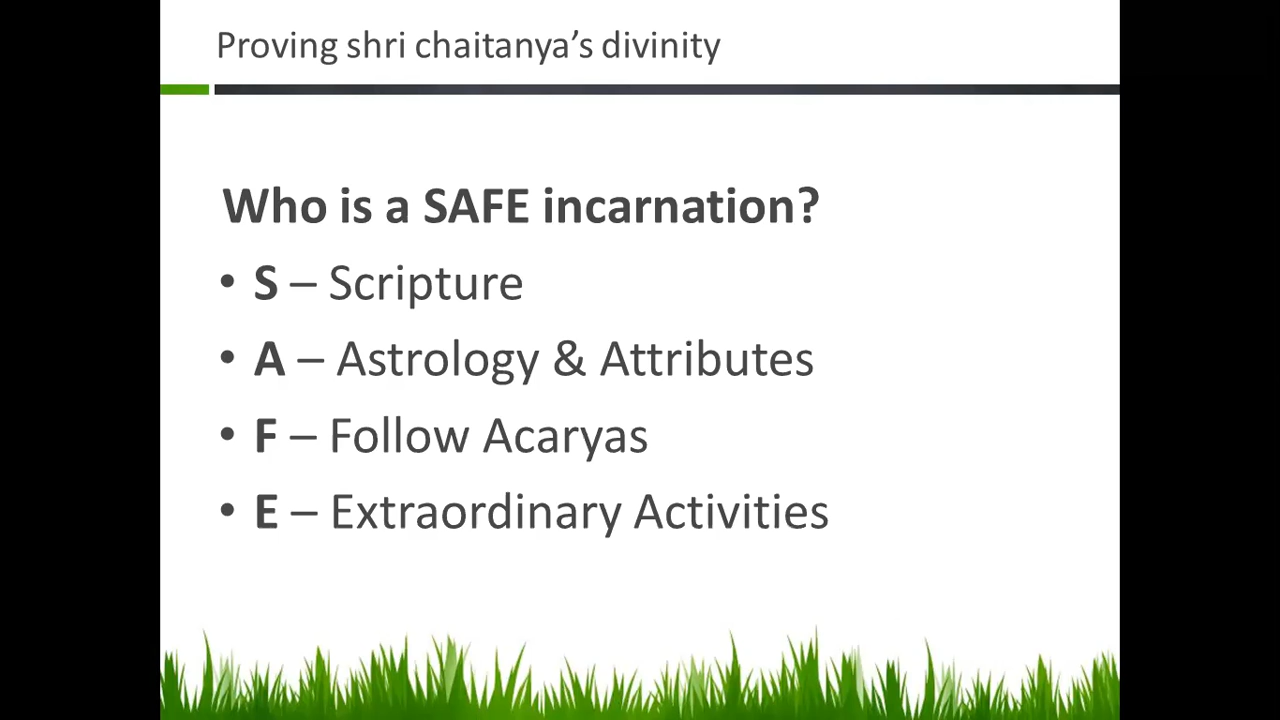 Proving shri chaitanya’s divinity
Who is a SAFE incarnation?
• S – Scripture
• A – Astrology & Attributes
• F – Follow Acaryas
• E – Extraordinary Activities